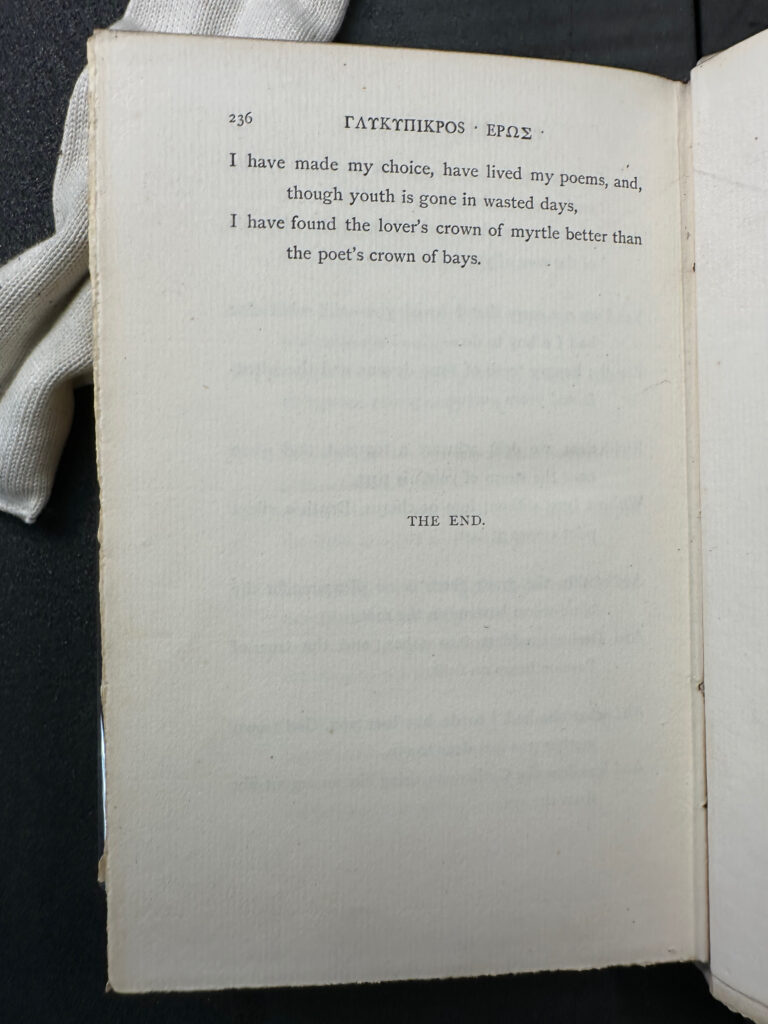 236 ΓΛΥΚΥΠΙΚΡΟS · ΕΡΩΣ ·
I have made my choice, have lived my poems, and,
though youth is gone in wasted days,
I have found the lover's crown of myrtle better than
the poet's crown of bays.
THE END.